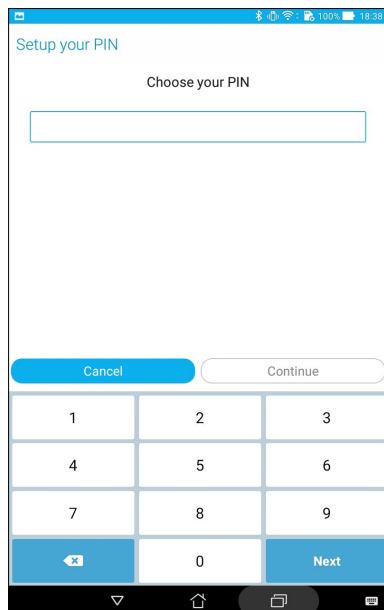 100% 18:38
Setup your PIN
Choose your PIN
Cancel Continue
1 2 3
4 5 6
7 8 9
0 Next